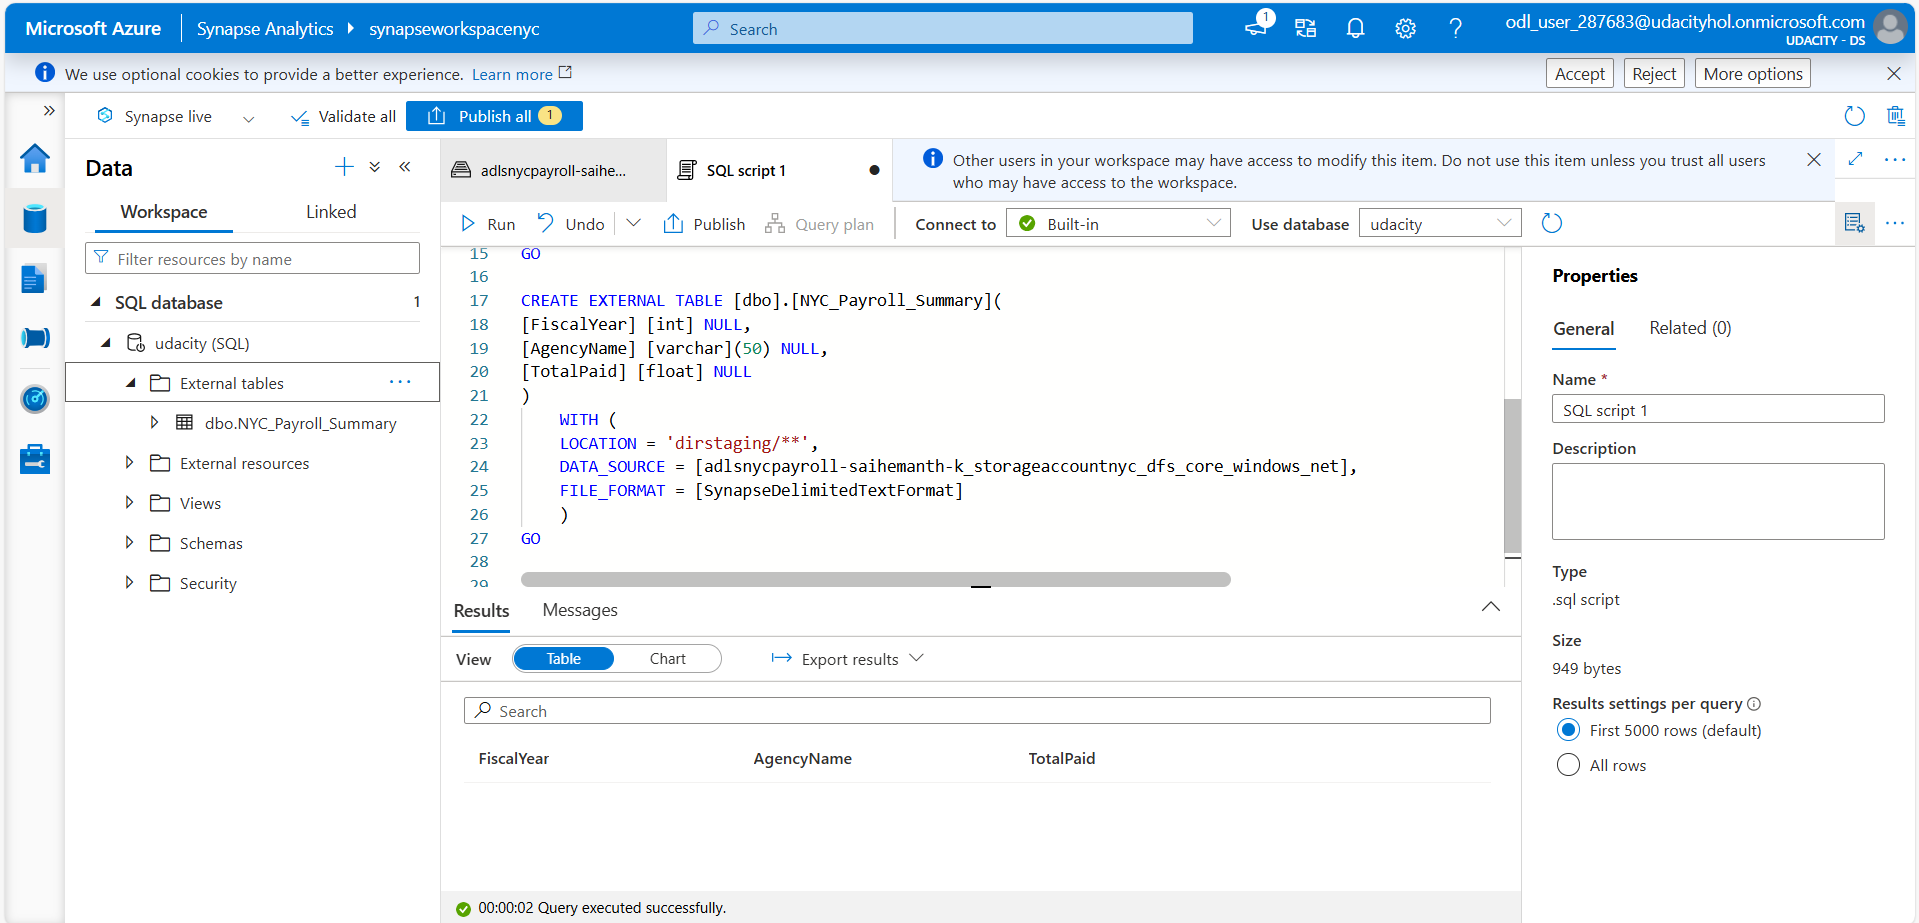 Microsoft Azure
Synapse Analytics
synapseworkspacenyc
Search
1
odl_user_287683@udacityhol.onmicrosoft.com
UDACITY - DS
We use optional cookies to provide a better experience. Learn more
Accept
Reject
More options
Synapse live
Validate all
Publish all 1
Data
Workspace
Linked
Filter resources by name
SQL database 1
udacity (SQL)
External tables
dbo.NYC_Payroll_Summary
External resources
Views
Schemas
Security
adlsnycpayroll-saihe...
SQL script 1
Other users in your workspace may have access to modify this item. Do not use this item unless you trust all users
who may have access to the workspace.
Run
Undo
Publish
Query plan
Connect to
Built-in
Use database
udacity
15 GO
16
17 CREATE EXTERNAL TABLE [dbo].[NYC_Payroll_Summary](
18 [FiscalYear] [int] NULL,
19 [AgencyName] [varchar](50) NULL,
20 [TotalPaid] [float] NULL
21 )
22 WITH (
23 LOCATION = 'dirstaging/**',
24 DATA_SOURCE = [adlsnycpayroll-saihemanth-k_storageaccountnyc_dfs_core_windows_net],
25 FILE_FORMAT = [SynapseDelimitedTextFormat]
26 )
27 GO
28
29
Results
Messages
View
Table
Chart
Export results
Search
FiscalYear
AgencyName
TotalPaid
00:00:02 Query executed successfully.
Properties
General
Related (0)
Name *
SQL script 1
Description
Type
.sql script
Size
949 bytes
Results settings per query
First 5000 rows (default)
All rows